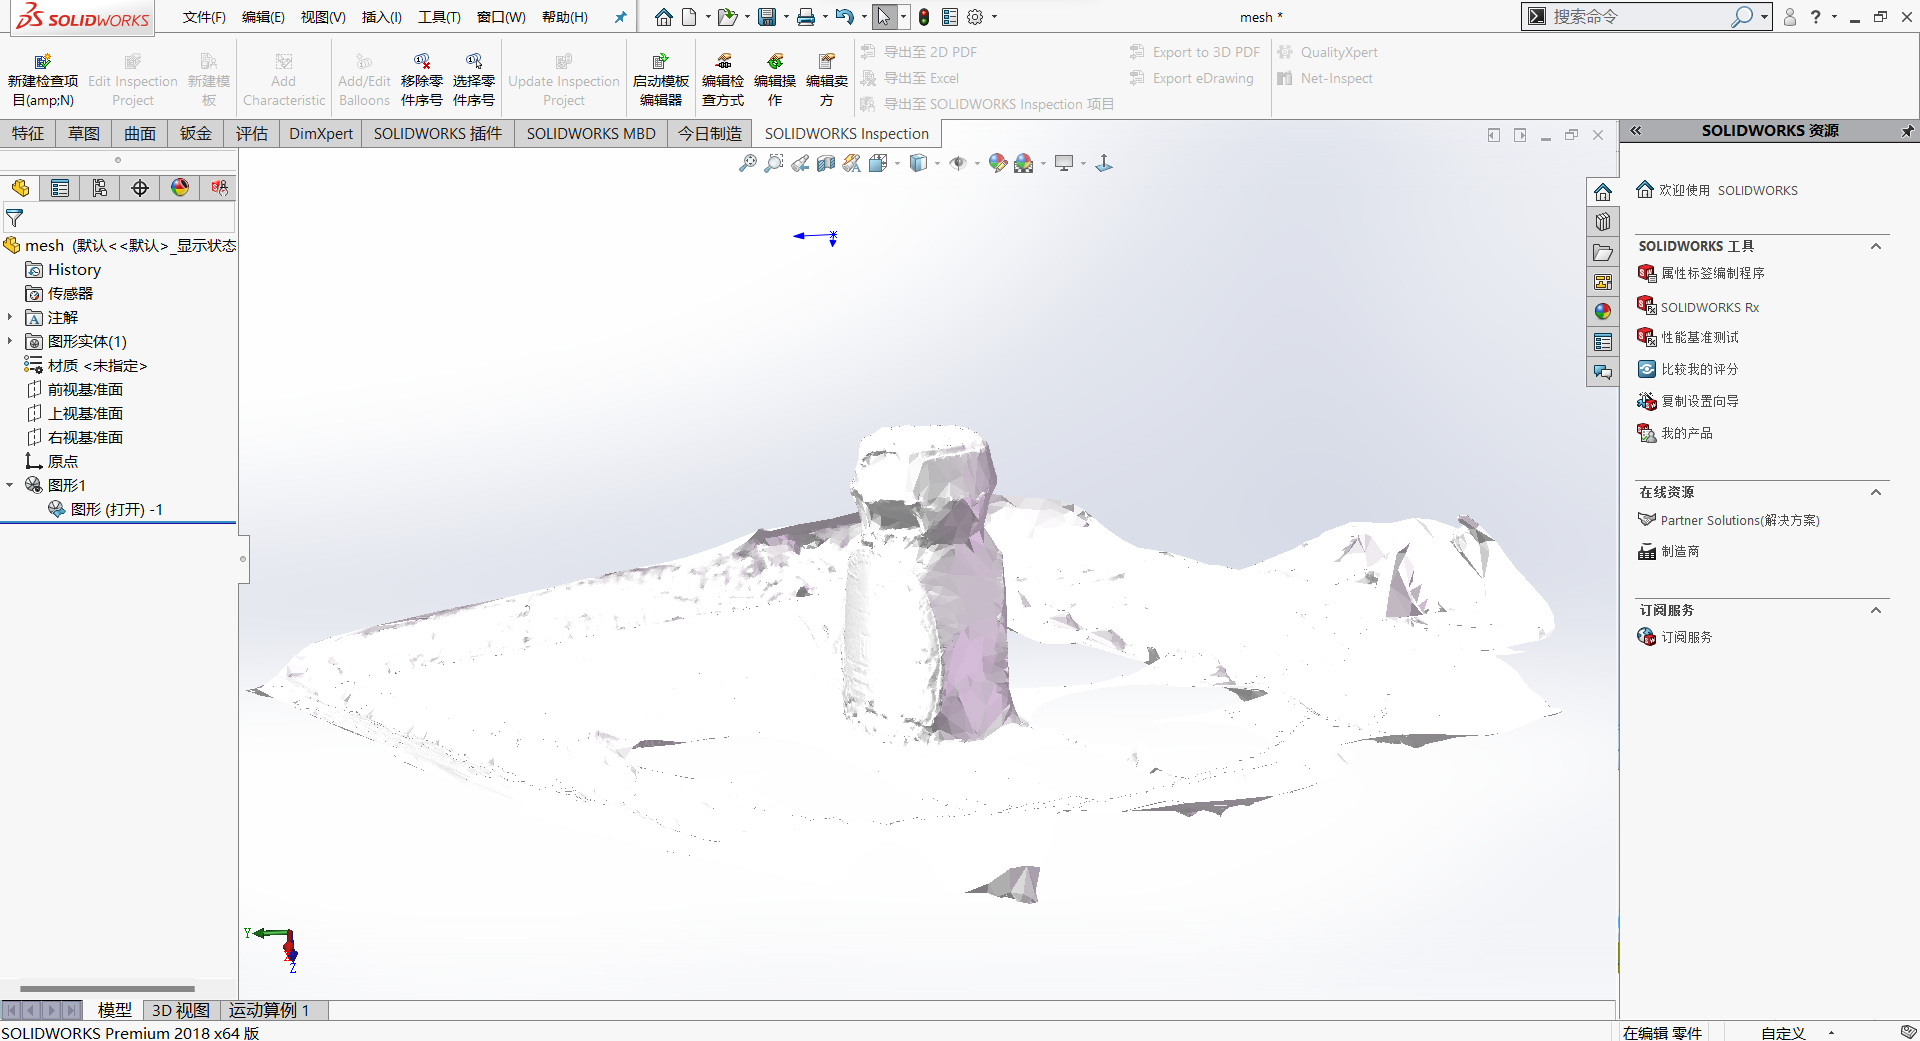 SOLIDWORKS
文件(F) 编辑(E) 视图(V) 插入(I) 工具(T) 窗口(W) 帮助(H)
mesh *
搜索命令
新建检查项
目(amp;N)
Edit Inspection
Project
新建模
板
Add
Characteristic
Add/Edit
Balloons
移除零
件序号
选择零
件序号
Update Inspection
Project
启动模板
编辑器
编辑检
查方式
编辑操
作
编辑卖
方
导出至 2D PDF
导出至 Excel
导出至 SOLIDWORKS Inspection 项目
Export to 3D PDF
Export eDrawing
QualityXpert
Net-Inspect
特征 草图 曲面 钣金 评估 DimXpert SOLIDWORKS 插件 SOLIDWORKS MBD 今日制造 SOLIDWORKS Inspection
mesh (默认<<默认>_显示状态
History
传感器
注解
图形实体(1)
材质 <未指定>
前视基准面
上视基准面
右视基准面
原点
图形1
图形 (打开) -1
Y
X
Z
SOLIDWORKS 资源
欢迎使用 SOLIDWORKS
SOLIDWORKS 工具
属性标签编制程序
SOLIDWORKS Rx
性能基准测试
比较我的评分
复制设置向导
我的产品
在线资源
Partner Solutions(解决方案)
制造商
订阅服务
订阅服务
模型 3D 视图 运动算例 1
SOLIDWORKS Premium 2018 x64 版
在编辑 零件
自定义